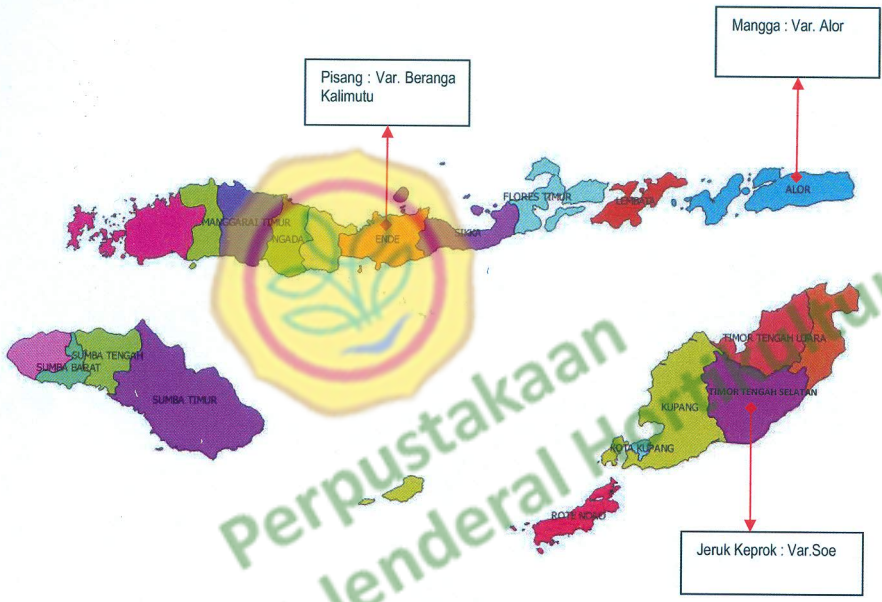 Mangga : Var. Alor
Pisang : Var. Beranga
Kalimutu
FLORES TIMUR
LEMBATA
ALOR
MANGGARAI TIMUR
NGADA
ENDE
SIKKA
TIMOR TENGAH UTARA
SUMBA TENGAH
SUMBA BARAT
SUMBA TIMUR
TIMOR TENGAH SELATAN
KUPANG
KOTA KUPANG
ROTE NDAO
Jeruk Keprok : Var.Soe
Perpustakaan
Jenderal Hortikultur